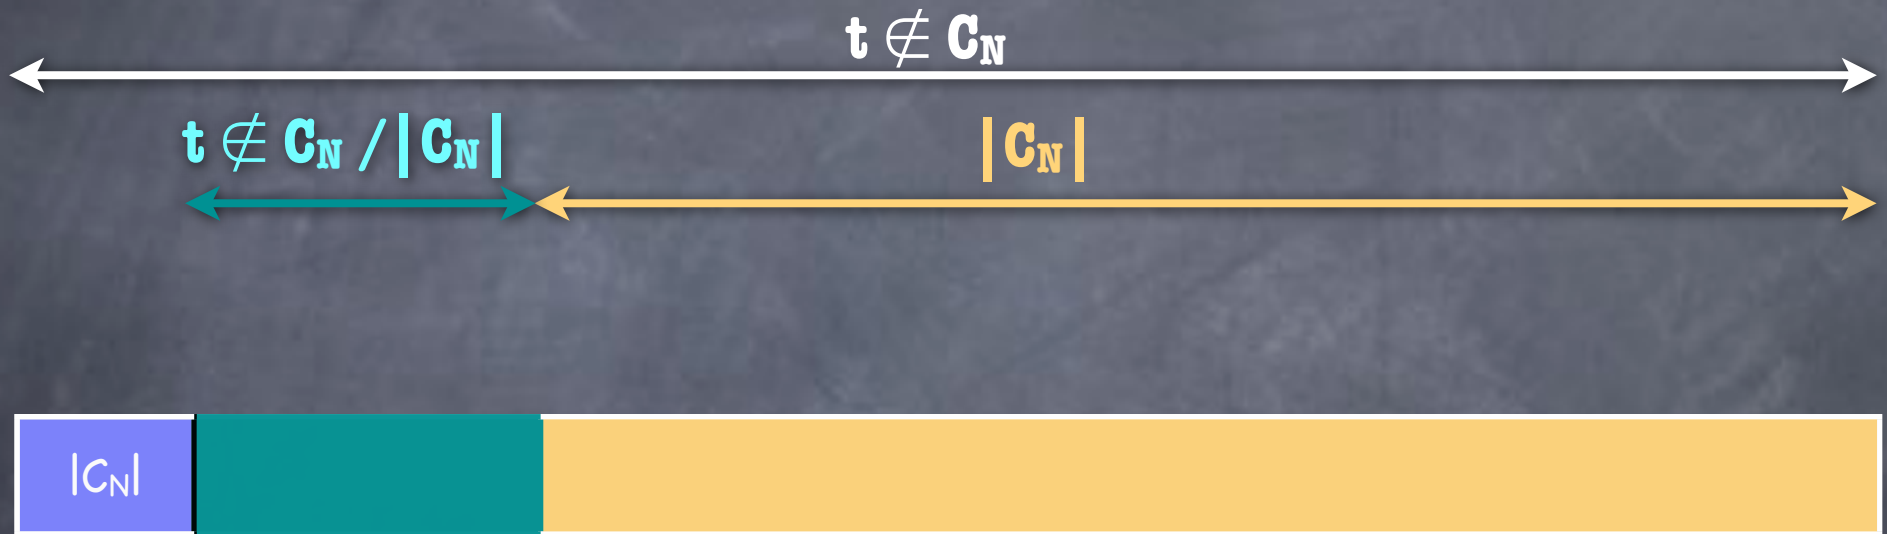 t ∉ C_N
t ∉ C_N /|C_N|
|C_N|
|C_N|